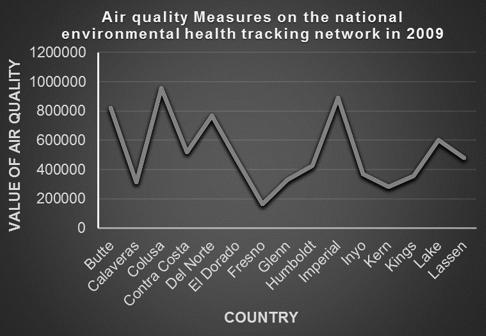 Air quality Measures on the national
environmental health tracking network in 2009
VALUE OF AIR QUALITY
1200000
1000000
800000
600000
400000
200000
0
Butte
Calaveras
Colusa
Contra Costa
Del Norte
El Dorado
Fresno
Glenn
Humboldt
Imperial
Inyo
Kern
Kings
Lake
Lassen
COUNTRY